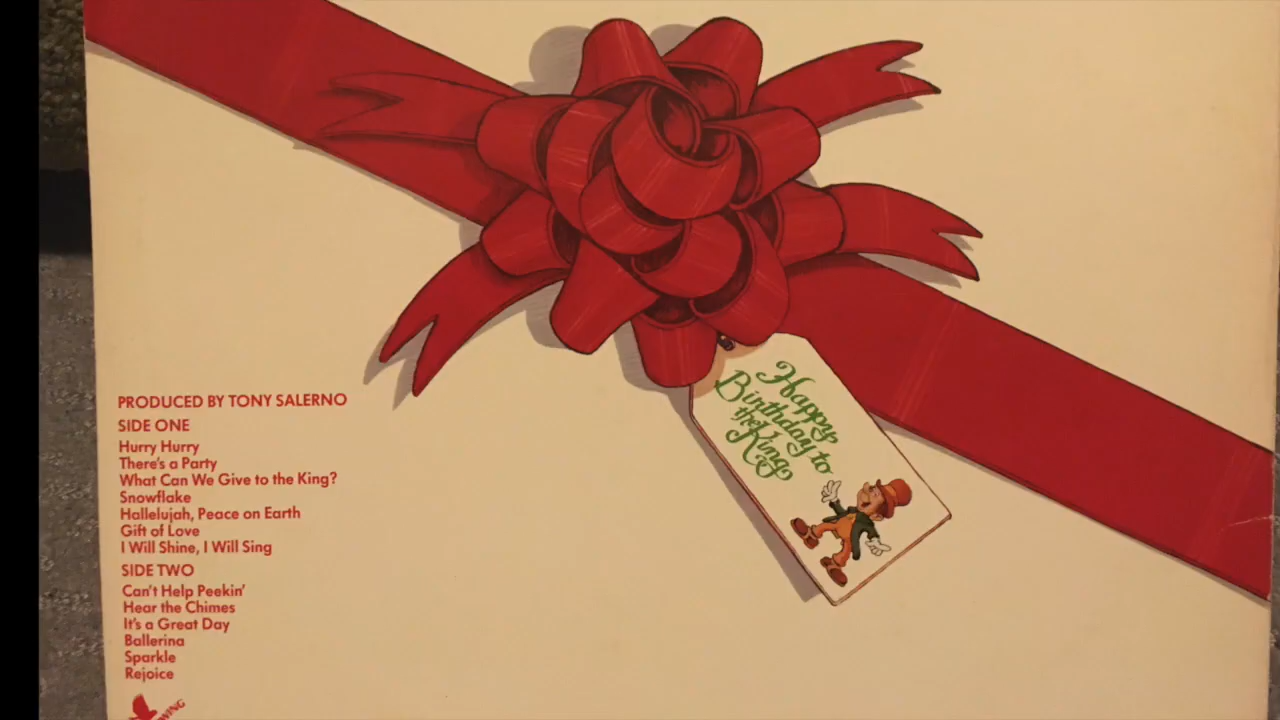 PRODUCED BY TONY SALERNO
SIDE ONE
Hurry Hurry
There's a Party
What Can We Give to the King?
Snowflake
Hallelujah, Peace on Earth
Gift of Love
I Will Shine, I Will Sing
SIDE TWO
Can't Help Peekin'
Hear the Chimes
It's a Great Day
Ballerina
Sparkle
Rejoice
WING
Happy
Birthday to
the King